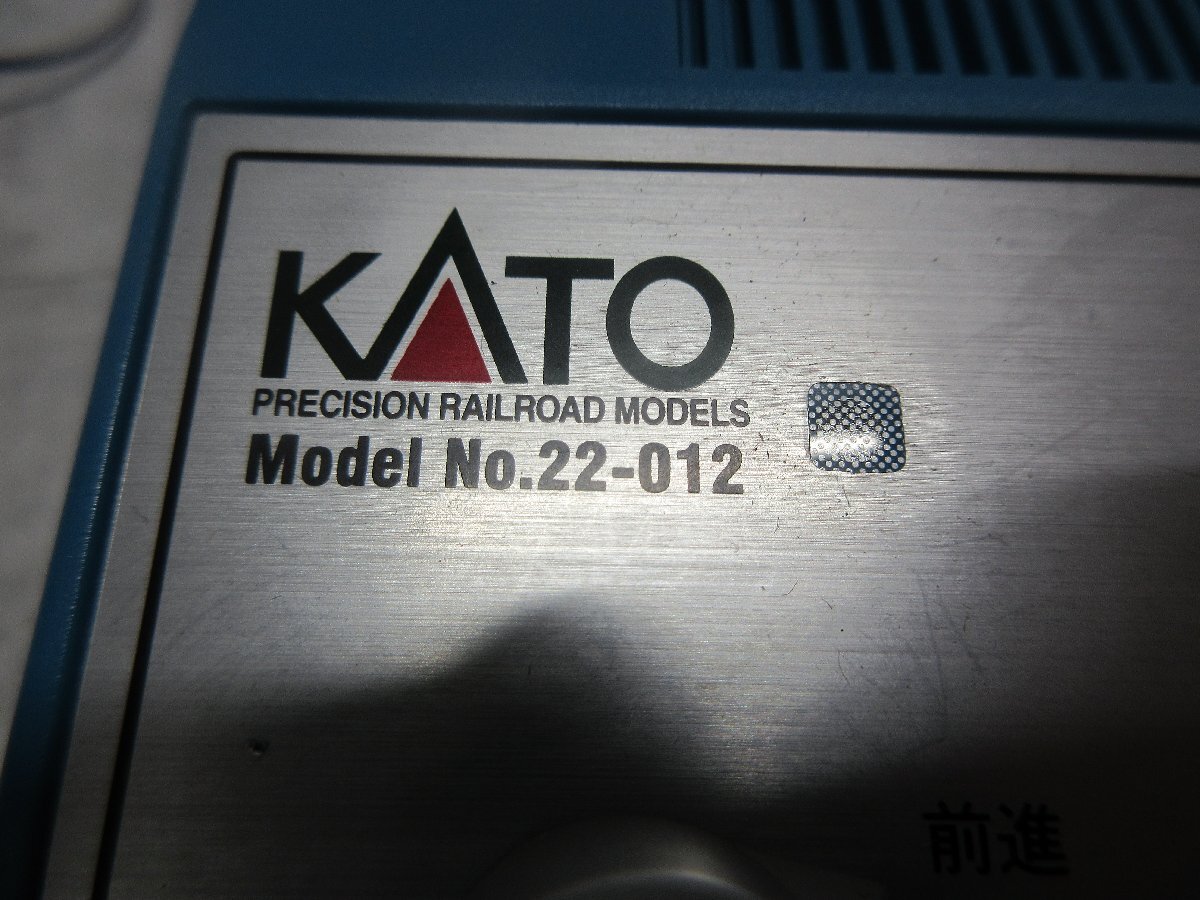 KATO
PRECISION RAILROAD MODELS
Model No.22-012
前進